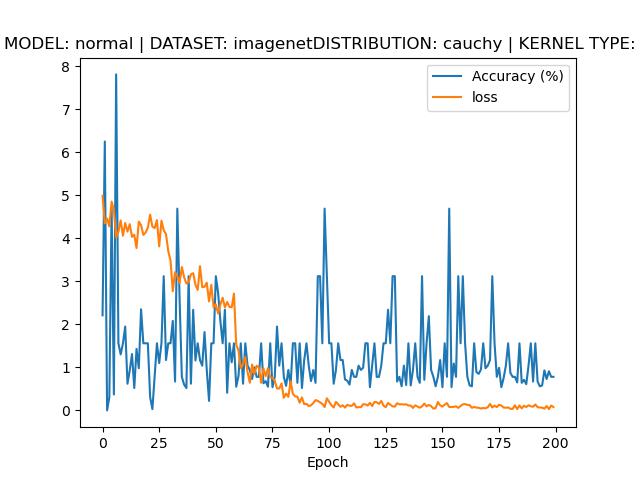 MODEL: normal | DATASET: imagenetDISTRIBUTION: cauchy | KERNEL TYPE:
Accuracy (%)
loss
8
7
6
5
4
3
2
1
0
0 25 50 75 100 125 150 175 200
Epoch